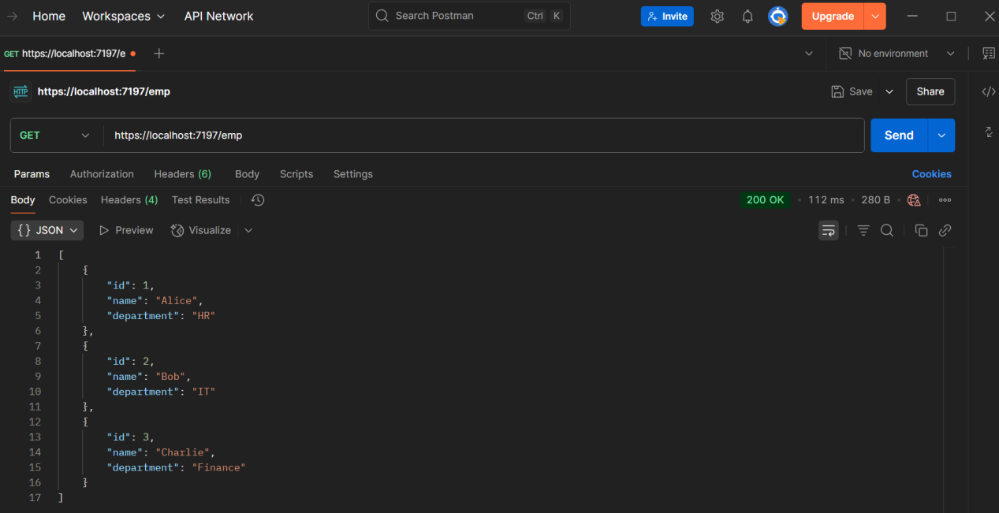 Home Workspaces API Network Search Postman Ctrl K Invite Upgrade
GET https://localhost:7197/e No environment
HTTP https://localhost:7197/emp Save Share
GET https://localhost:7197/emp Send
Params Authorization Headers (6) Body Scripts Settings Cookies
Body Cookies Headers (4) Test Results 200 OK 112 ms 280 B
{} JSON Preview Visualize
1 [
2 {
3 "id": 1,
4 "name": "Alice",
5 "department": "HR"
6 },
7 {
8 "id": 2,
9 "name": "Bob",
10 "department": "IT"
11 },
12 {
13 "id": 3,
14 "name": "Charlie",
15 "department": "Finance"
16 }
17 ]